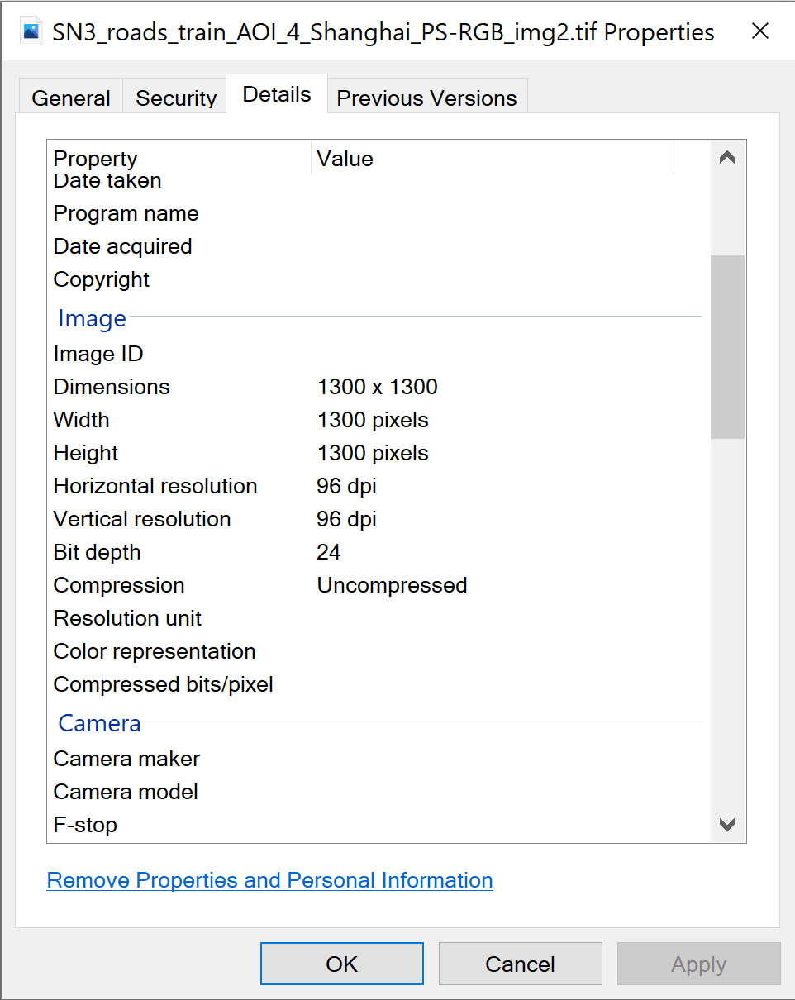 SN3_roads_train_AOI_4_Shanghai_PS-RGB_img2.tif Properties
General Security Details Previous Versions
Property Value
Date taken
Program name
Date acquired
Copyright
Image
Image ID
Dimensions 1300 x 1300
Width 1300 pixels
Height 1300 pixels
Horizontal resolution 96 dpi
Vertical resolution 96 dpi
Bit depth 24
Compression Uncompressed
Resolution unit
Color representation
Compressed bits/pixel
Camera
Camera maker
Camera model
F-stop
Remove Properties and Personal Information
OK Cancel Apply